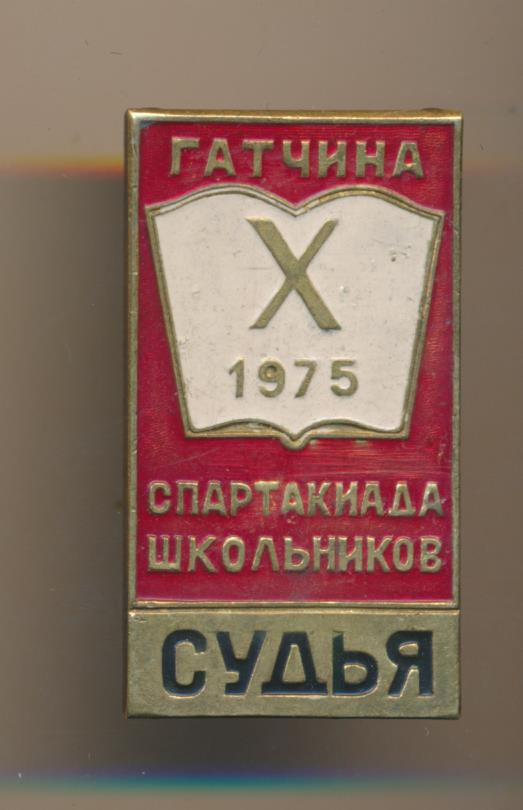 ГАТЧИНА
X
1975
СПАРТАКИАДА
ШКОЛЬНИКОВ
СУДЬЯ